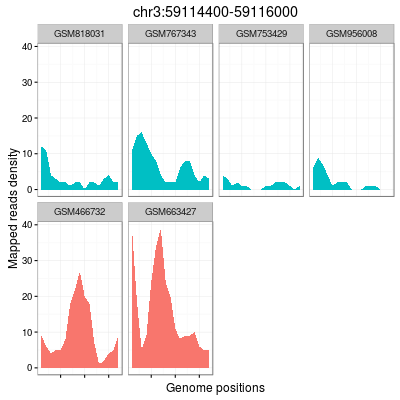 chr3:59114400-59116000
GSM818031 GSM767343 GSM753429 GSM956008
40
30
20
10
0
Mapped reads density
GSM466732 GSM663427
40
30
20
10
0
Genome positions